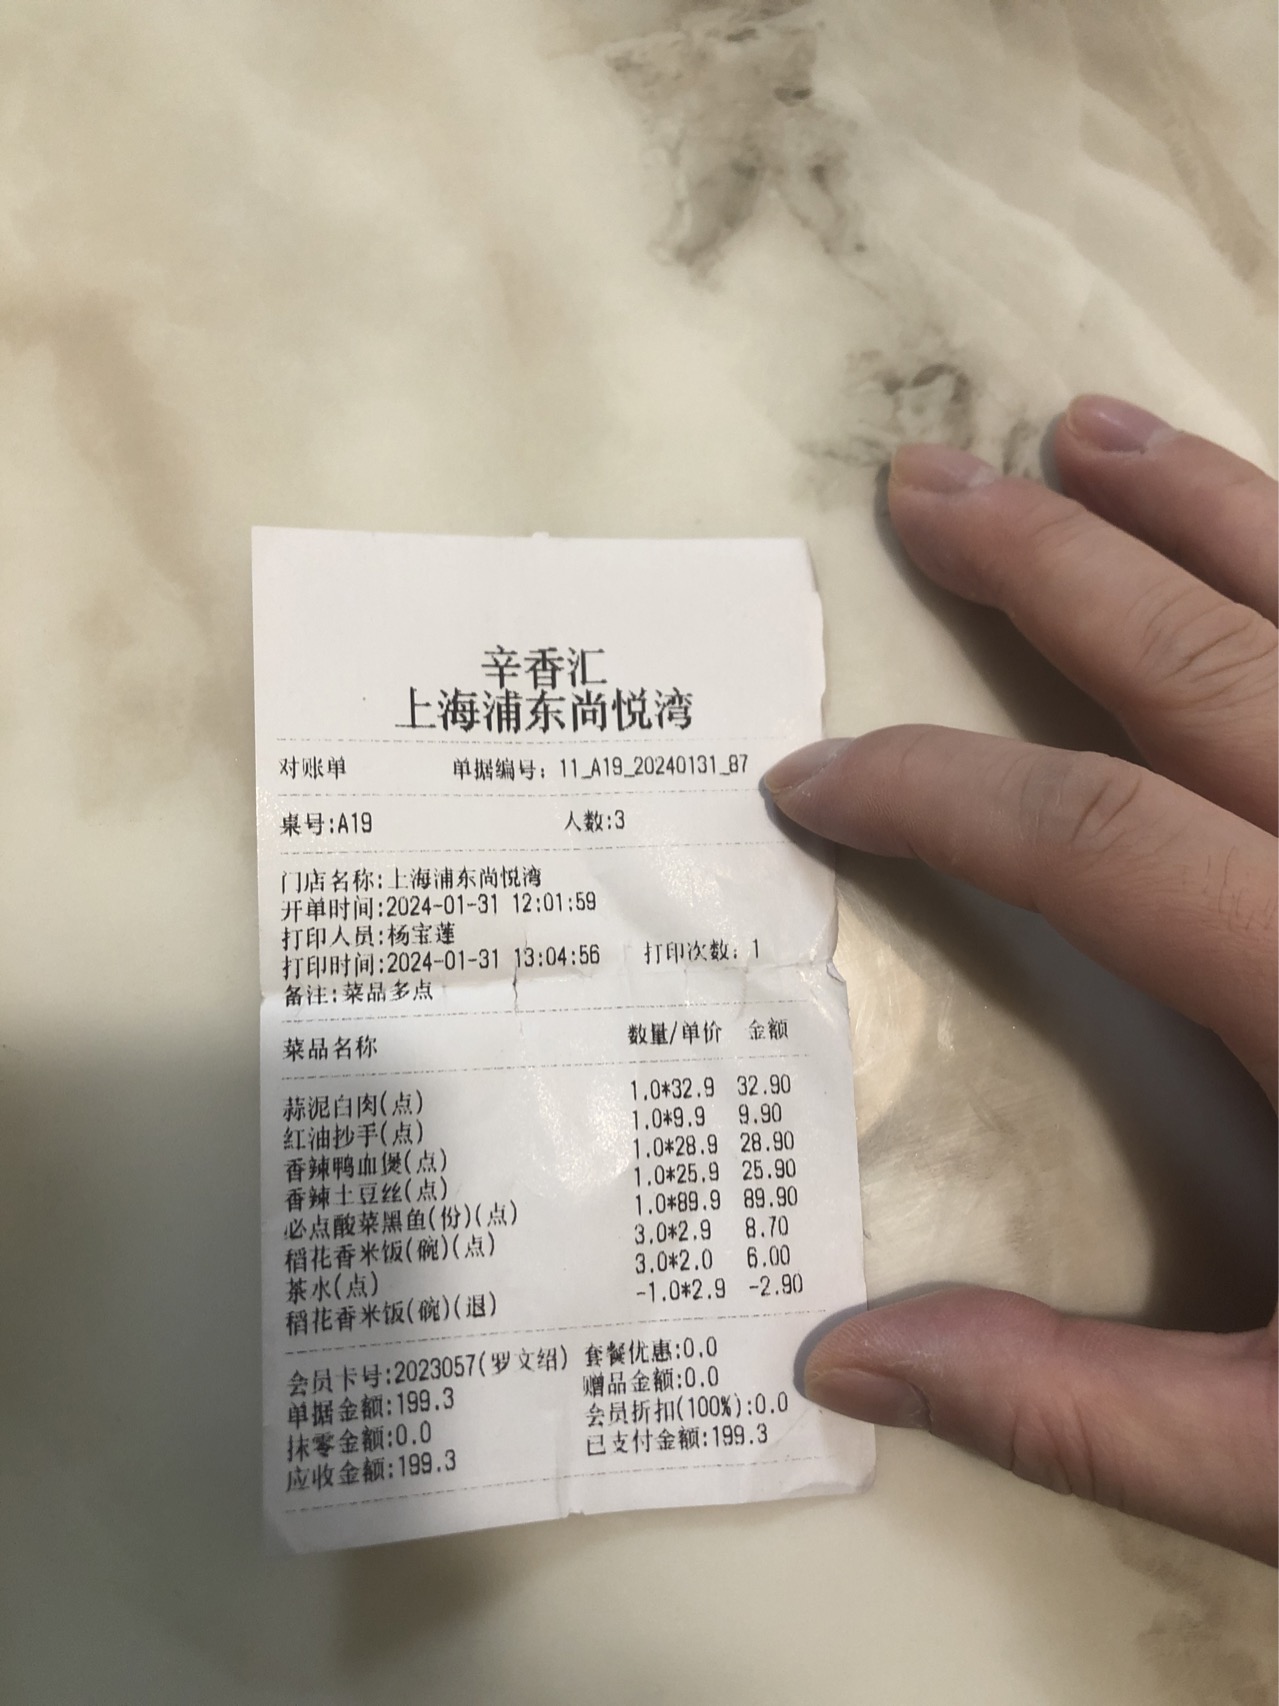 辛香汇
上海浦东尚悦湾
对账单 单据编号: 11_A19_20240131_87
桌号:A19 人数:3
门店名称:上海浦东尚悦湾
开单时间:2024-01-31 12:01:59
打印人员:杨宝莲
打印时间:2024-01-31 13:04:56 打印次数: 1
备注:菜品多点
菜品名称 数量/单价 金额
蒜泥白肉(点) 1.0*32.9 32.90
红油抄手(点) 1.0*9.9 9.90
香辣鸭血煲(点) 1.0*28.9 28.90
香辣土豆丝(点) 1.0*25.9 25.90
必点酸菜黑鱼(份)(点) 1.0*89.9 89.90
稻花香米饭(碗)(点) 3.0*2.9 8.70
茶水(点) 3.0*2.0 6.00
稻花香米饭(碗)(退) -1.0*2.9 -2.90
会员卡号:2023057(罗文绍) 套餐优惠:0.0
单据金额:199.3 赠品金额:0.0
抹零金额:0.0 会员折扣(100%):0.0
应收金额:199.3 已支付金额:199.3